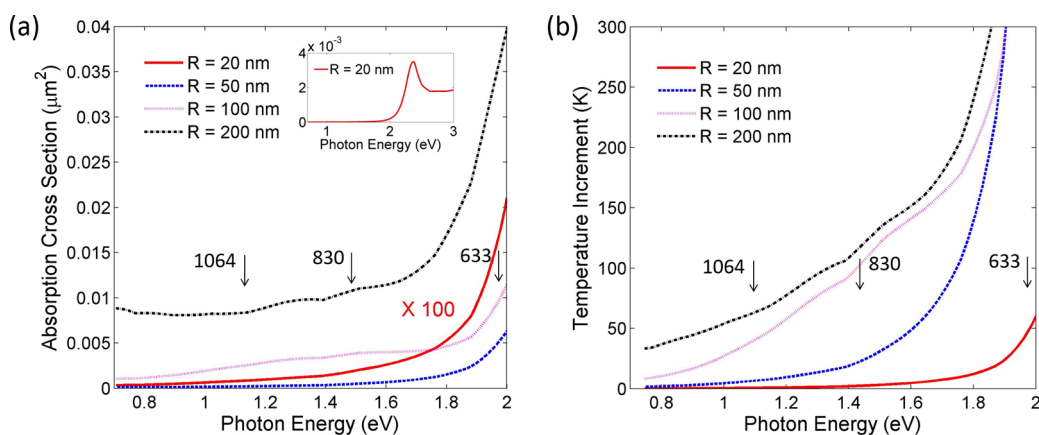 (a)
0.04
0.035
0.03
0.025
0.02
0.015
0.01
0.005
0
Absorption Cross Section (μm²)
R = 20 nm
R = 50 nm
R = 100 nm
R = 200 nm
x 10⁻³
4
2
0
R = 20 nm
1 2 3
Photon Energy (eV)
1064
830
633
X 100
0.8 1 1.2 1.4 1.6 1.8 2
Photon Energy (eV)
(b)
300
250
200
150
100
50
0
Temperature Increment (K)
R = 20 nm
R = 50 nm
R = 100 nm
R = 200 nm
1064
830
633
0.8 1 1.2 1.4 1.6 1.8 2
Photon Energy (eV)